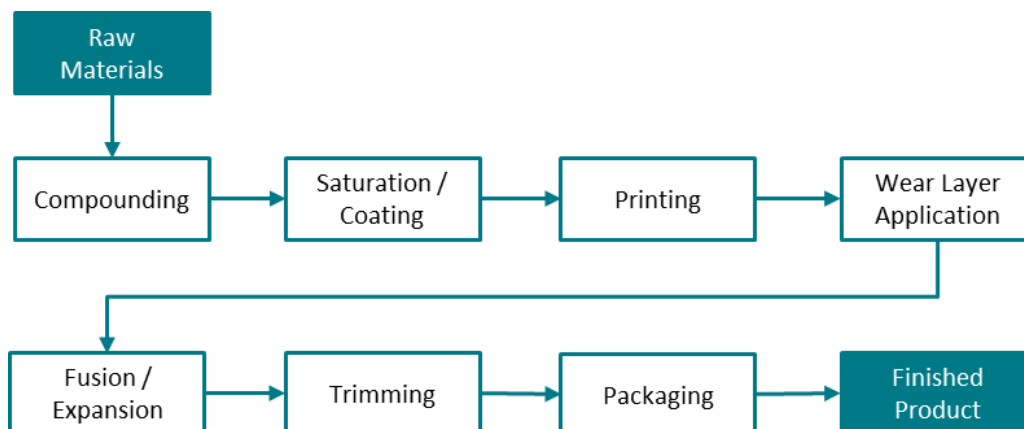 Raw
Materials
Compounding
Saturation /
Coating
Printing
Wear Layer
Application
Fusion /
Expansion
Trimming
Packaging
Finished
Product